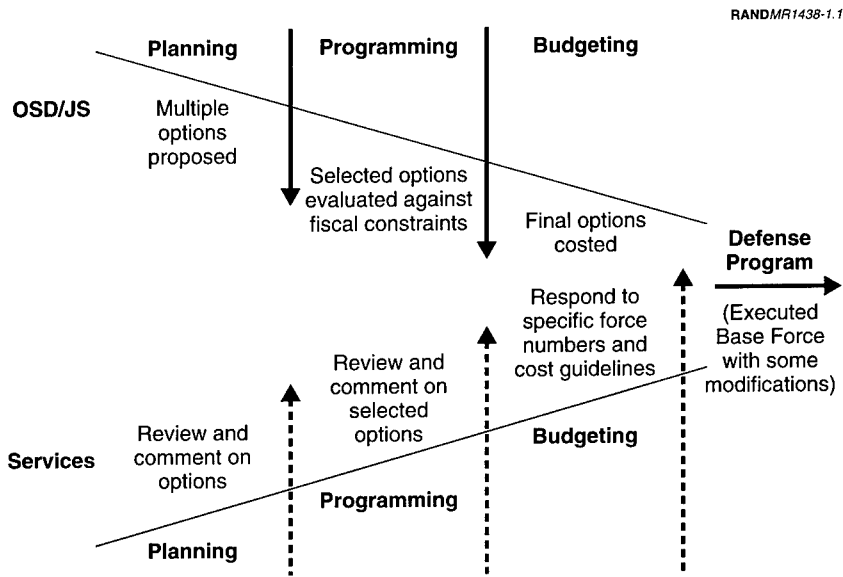 RANDMR1438-1.1
Planning
Programming
Budgeting
OSD/JS
Multiple
options
proposed
Selected options
evaluated against
fiscal constraints
Final options
costed
Defense
Program
(Executed
Base Force
with some
modifications)
Respond to
specific force
numbers and
cost guidelines
Review and
comment on
selected
options
Services
Review and
comment on
options
Budgeting
Programming
Planning